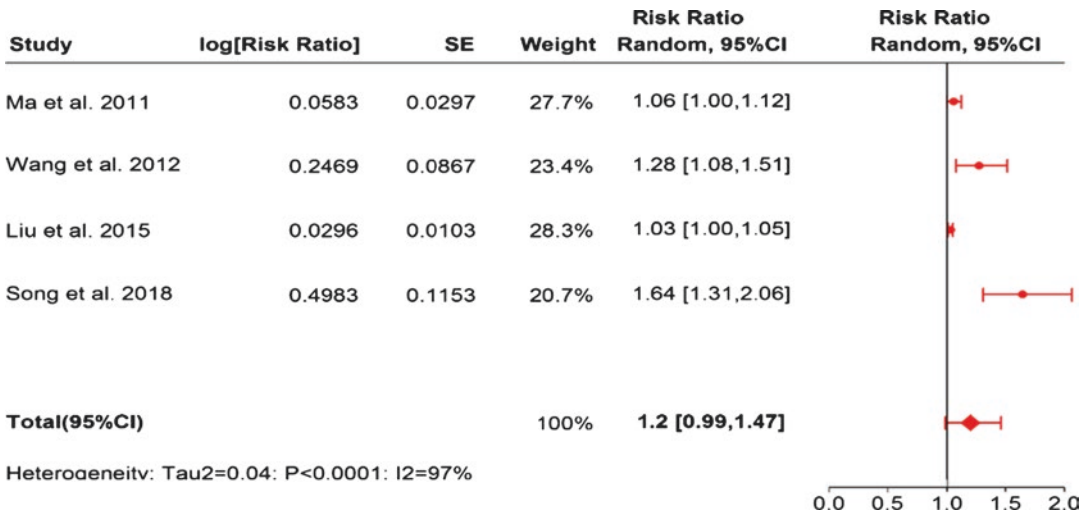 Risk Ratio Risk Ratio
Study log[Risk Ratio] SE Weight Random, 95%CI Random, 95%CI
Ma et al. 2011 0.0583 0.0297 27.7% 1.06 [1.00,1.12]
Wang et al. 2012 0.2469 0.0867 23.4% 1.28 [1.08,1.51]
Liu et al. 2015 0.0296 0.0103 28.3% 1.03 [1.00,1.05]
Song et al. 2018 0.4983 0.1153 20.7% 1.64 [1.31,2.06]
Total(95%CI) 100% 1.2 [0.99,1.47]
Heterogeneity: Tau2=0.04: P<0.0001: I2=97%
0.0 0.5 1.0 1.5 2.0